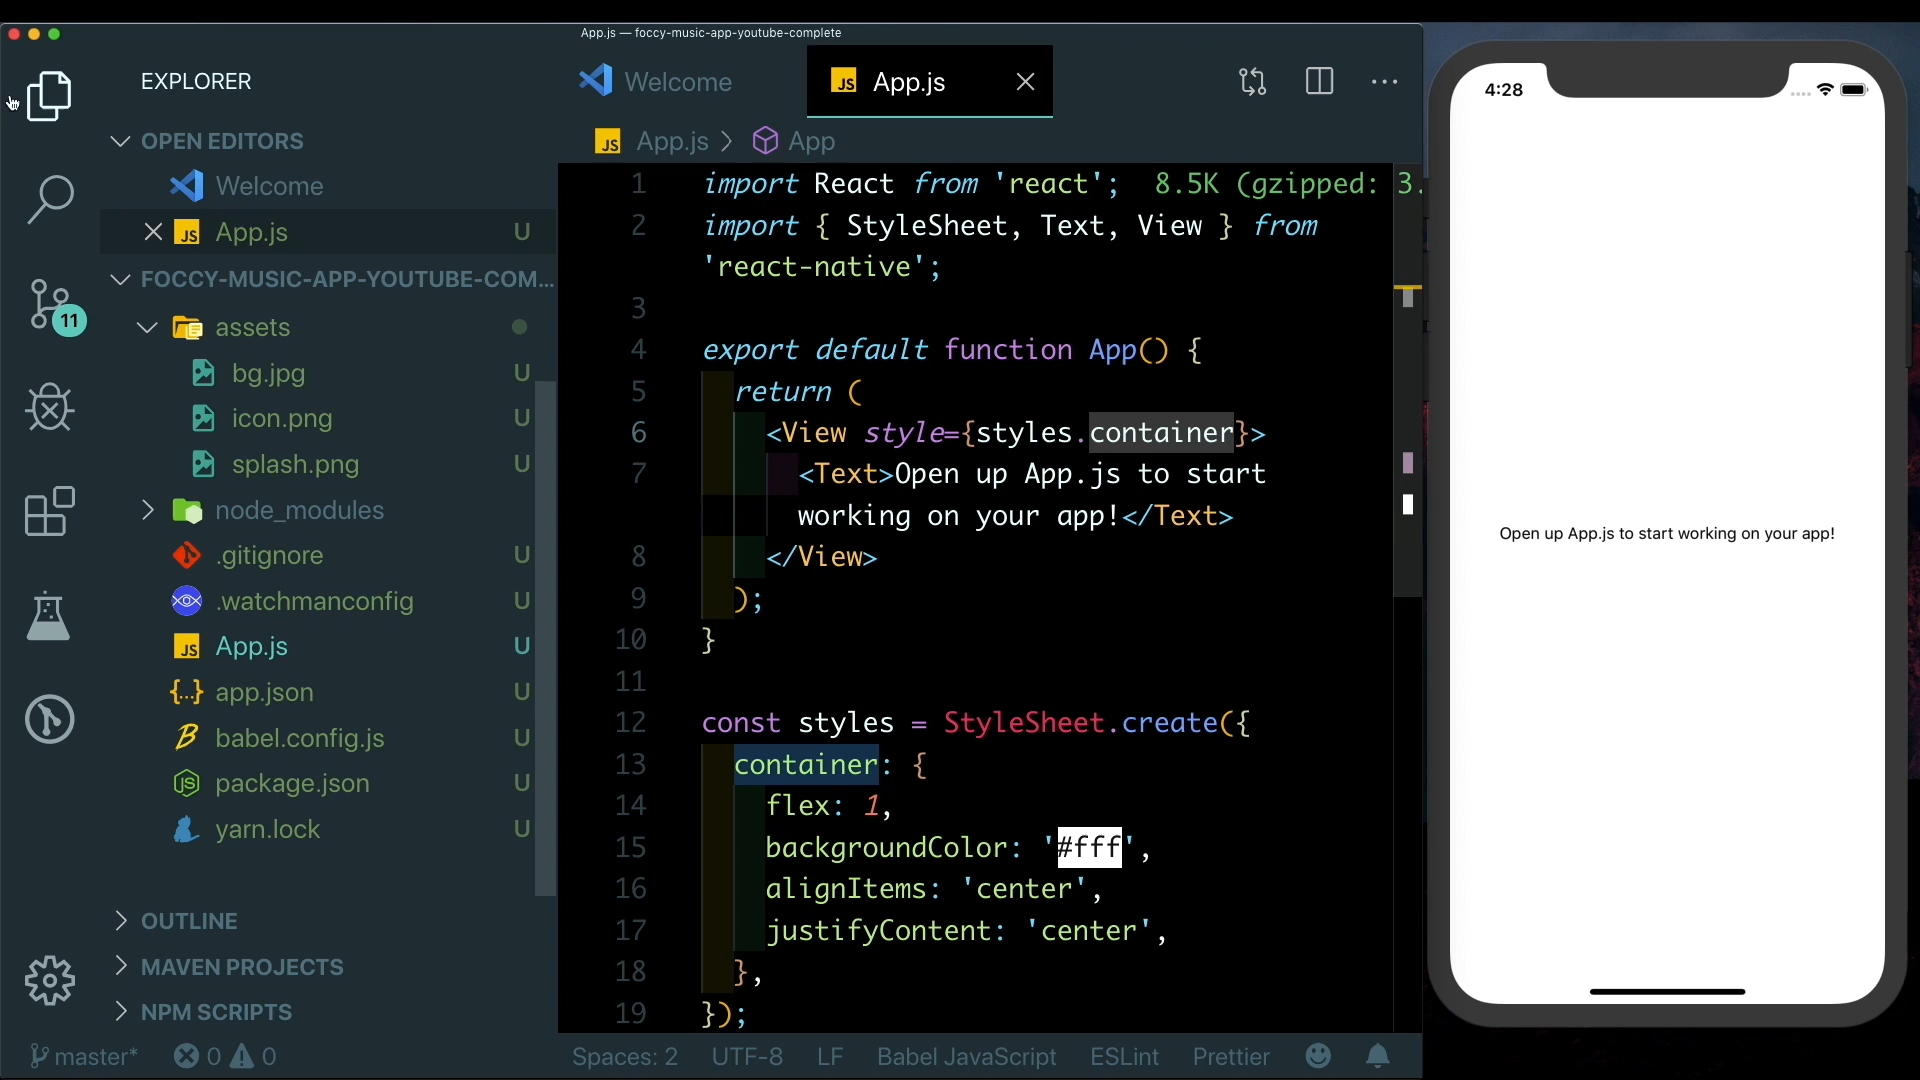 App.js — foccy-music-app-youtube-complete
EXPLORER
OPEN EDITORS
Welcome
App.js U
FOCCY-MUSIC-APP-YOUTUBE-COM...
11
assets
bg.jpg U
icon.png U
splash.png U
node_modules
.gitignore U
.watchmanconfig U
JS App.js U
{...} app.json U
babel.config.js U
package.json U
yarn.lock U
OUTLINE
MAVEN PROJECTS
NPM SCRIPTS
Welcome
JS App.js
JS App.js > App
1 import React from 'react'; 8.5K (gzipped: 3.
2 import { StyleSheet, Text, View } from
'react-native';
3
4 export default function App() {
5 return (
6 <View style={styles.container}>
7 <Text>Open up App.js to start
working on your app!</Text>
8 </View>
9 );
10 }
11
12 const styles = StyleSheet.create({
13 container: {
14 flex: 1,
15 backgroundColor: '#fff',
16 alignItems: 'center',
17 justifyContent: 'center',
18 },
19 });
master* 0 0 Spaces: 2 UTF-8 LF Babel JavaScript ESLint Prettier
4:28
Open up App.js to start working on your app!